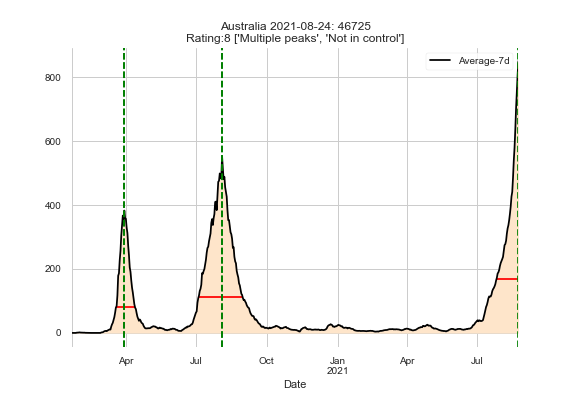 Australia 2021-08-24: 46725
Rating:8 ['Multiple peaks', 'Not in control']
Average-7d
800
600
400
200
0
Apr Jul Oct Jan Apr Jul
2021
Date